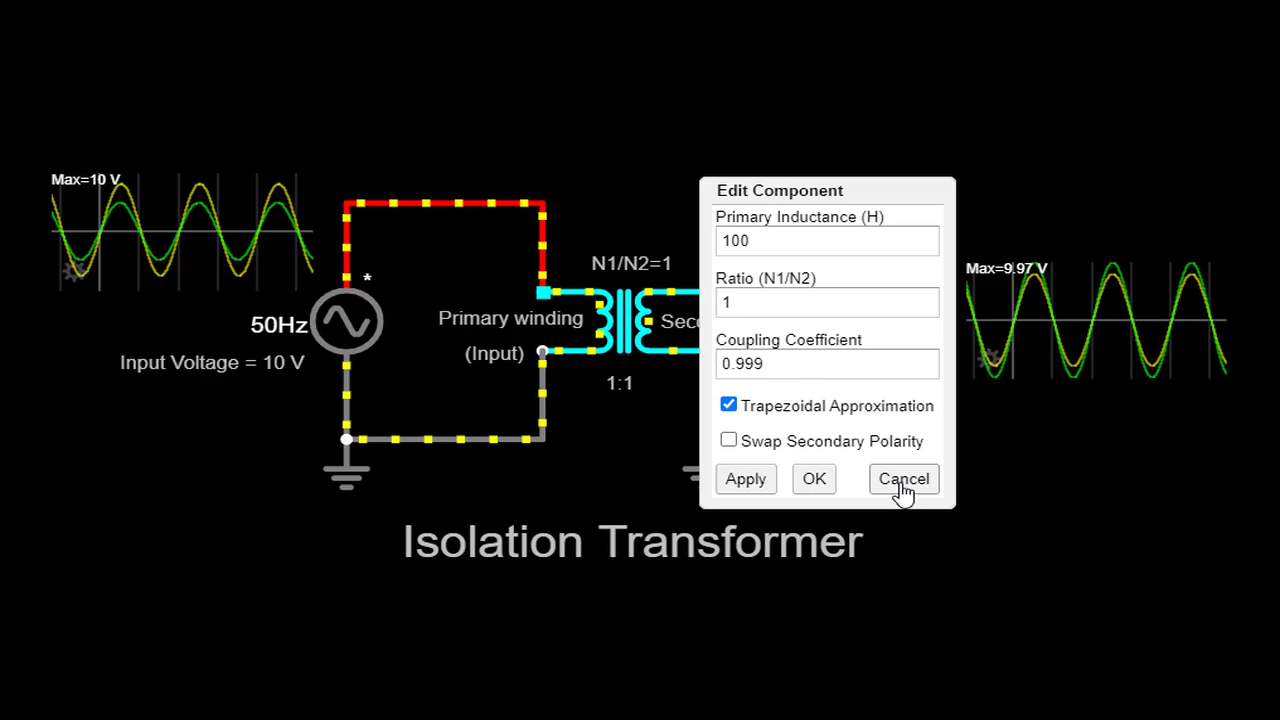 Max=10 V
*
50Hz
Input Voltage = 10 V
Primary winding
(Input)
N1/N2=1
1:1
Seco
Edit Component
Primary Inductance (H)
100
Ratio (N1/N2)
1
Coupling Coefficient
0.999
Trapezoidal Approximation
Swap Secondary Polarity
Apply OK Cancel
Max=9.97 V
Isolation Transformer